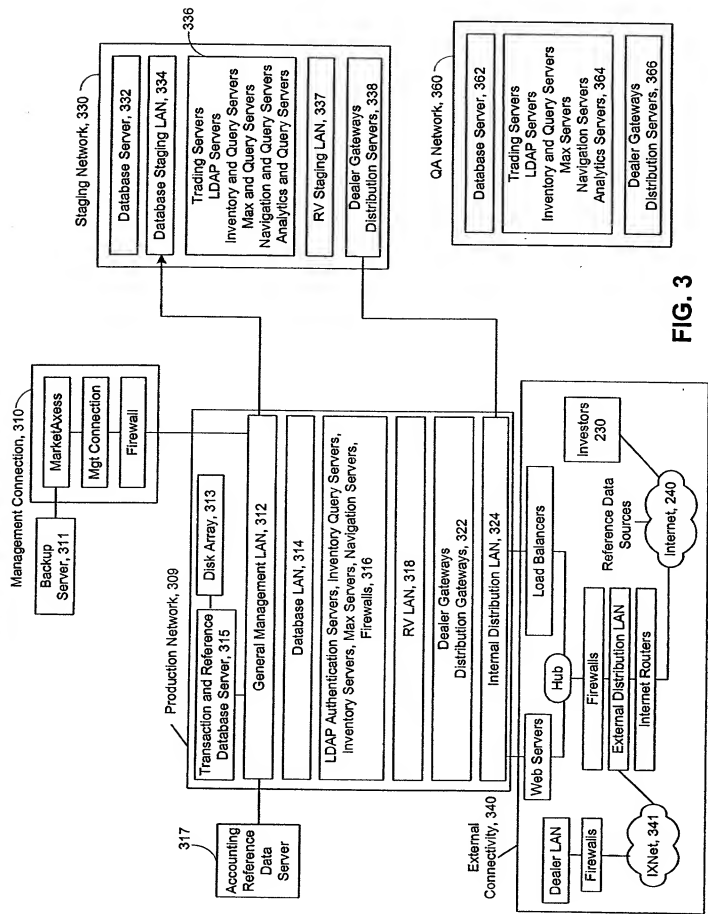 Management Connection, 310
MarketAxess
Mgt Connection
Firewall
Backup
Server, 311
Staging Network, 330
Database Server, 332
Database Staging LAN, 334
336
Trading Servers
LDAP Servers
Inventory and Query Servers
Max and Query Servers
Navigation and Query Servers
Analytics and Query Servers
RV Staging LAN, 337
Dealer Gateways
Distribution Servers, 338
Production Network, 309
Transaction and Reference
Database Server, 315
Disk Array, 313
General Management LAN, 312
Database LAN, 314
LDAP Authentication Servers, Inventory Query Servers,
Inventory Servers, Max Servers, Navigation Servers,
Firewalls, 316
RV LAN, 318
Dealer Gateways
Distribution Gateways, 322
Internal Distribution LAN, 324
317
Accounting
Reference
Data
Server
External
Connectivity, 340
Web Servers
Load Balancers
Hub
Firewalls
External Distribution LAN
Internet Routers
Dealer LAN
Firewalls
IXNet, 341
Reference Data
Sources
Internet, 240
Investors
230
QA Network, 360
Database Server, 362
Trading Servers
LDAP Servers
Inventory and Query Servers
Max Servers
Navigation Servers
Analytics Servers, 364
Dealer Gateways
Distribution Servers, 366
FIG. 3